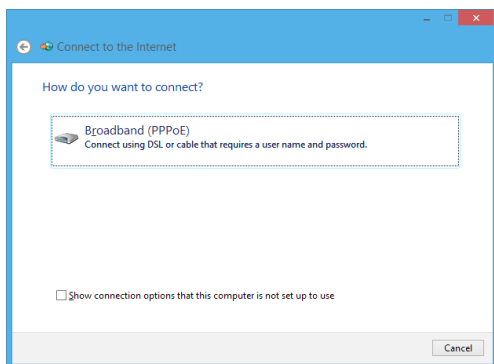 Connect to the Internet
How do you want to connect?
Broadband (PPPoE)
Connect using DSL or cable that requires a user name and password.
Show connection options that this computer is not set up to use
Cancel